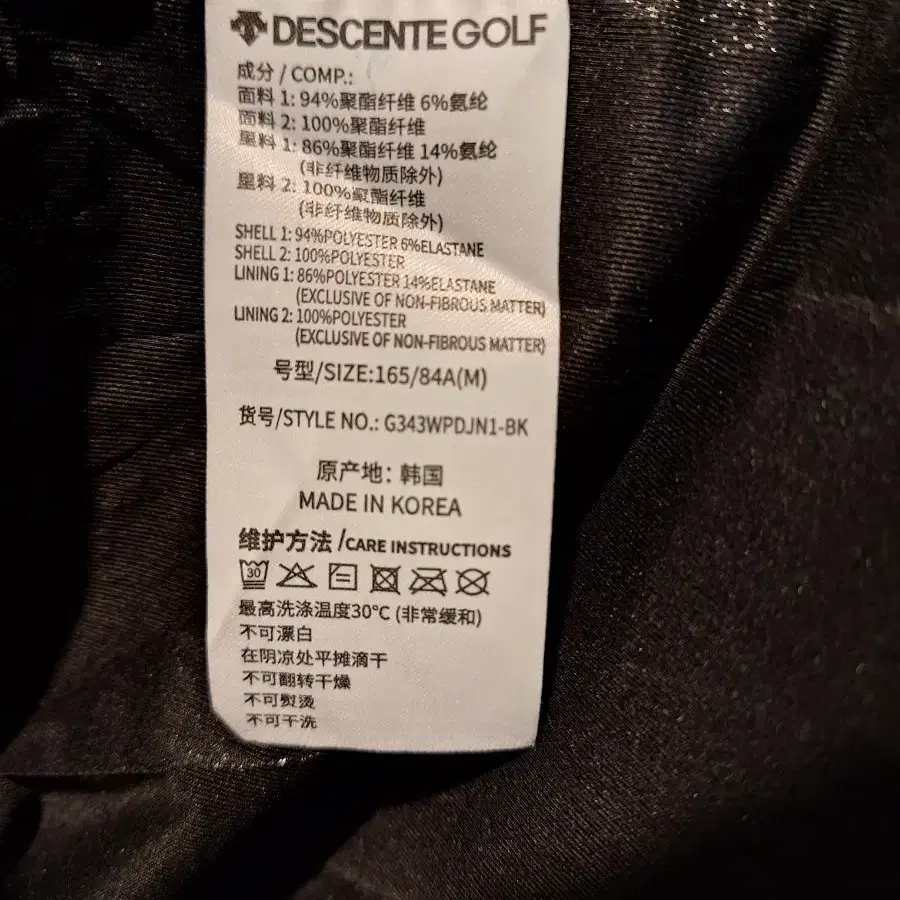 DESCENTE GOLF
成分 / COMP.:
面料 1: 94%聚酯纤维 6%氨纶
面料 2: 100%聚酯纤维
里料 1: 86%聚酯纤维 14%氨纶
(非纤维物质除外)
里料 2: 100%聚酯纤维
(非纤维物质除外)
SHELL 1: 94%POLYESTER 6%ELASTANE
SHELL 2: 100%POLYESTER
LINING 1: 86%POLYESTER 14%ELASTANE
(EXCLUSIVE OF NON-FIBROUS MATTER)
LINING 2: 100%POLYESTER
(EXCLUSIVE OF NON-FIBROUS MATTER)
号型/SIZE:165/84A(M)
货号/STYLE NO.: G343WPDJN1-BK
原产地: 韩国
MADE IN KOREA
维护方法 /CARE INSTRUCTIONS
30
最高洗涤温度30°C (非常缓和)
不可漂白
在阴凉处平摊滴干
不可翻转干燥
不可熨烫
不可干洗